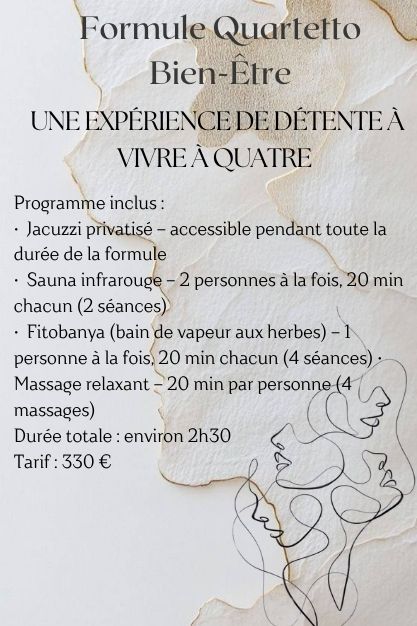 Formule Quartetto
Bien-Être
UNE EXPÉRIENCE DE DÉTENTE À
VIVRE À QUATRE
Programme inclus :
· Jacuzzi privatisé – accessible pendant toute la
durée de la formule
· Sauna infrarouge – 2 personnes à la fois, 20 min
chacun (2 séances)
· Fitobanya (bain de vapeur aux herbes) – 1
personne à la fois, 20 min chacun (4 séances) ·
Massage relaxant – 20 min par personne (4
massages)
Durée totale : environ 2h30
Tarif : 330 €